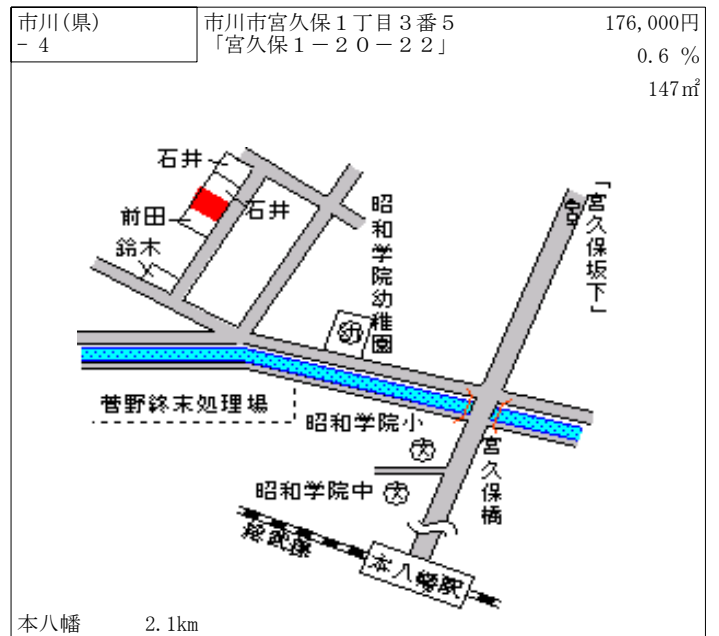 市川(県)
－ 4
市川市宮久保１丁目３番５
「宮久保１－２０－２２」
176,000円
0.6 %
147㎡
石井
石井
前田
鈴木
昭和学院幼稚園
幼
「宮久保坂下」
菅野終末処理場
昭和学院小
文
昭和学院中
文
宮久保橋
総武線
本八幡駅
本八幡 2.1km